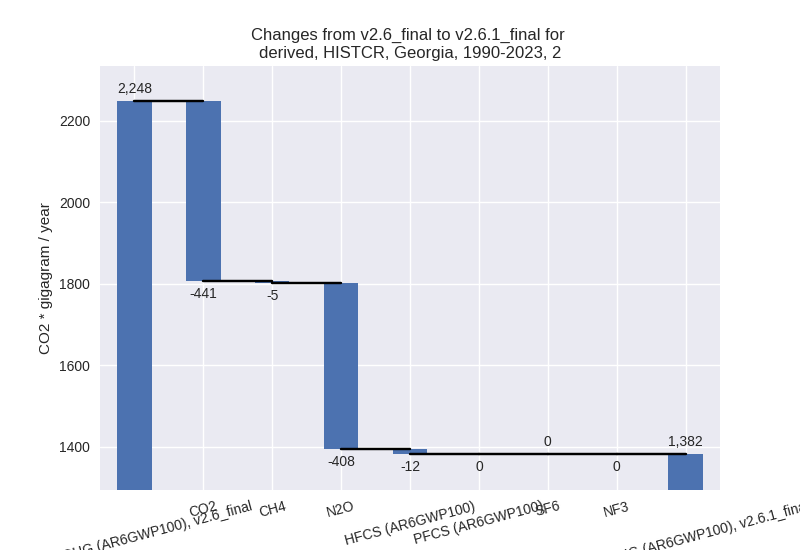 Changes from v2.6_final to v2.6.1_final for
derived, HISTCR, Georgia, 1990-2023, 2
CO2 * gigagram / year
2200
2000
1800
1600
1400
2,248
-441
-5
-408
-12
0
0
0
1,382
(AR6GWP100), v2.6_final
CO2
CH4
N2O
HFCS (AR6GWP100)
PFCS (AR6GWP100)
SF6
NF3
(AR6GWP100), v2.6.1_fina